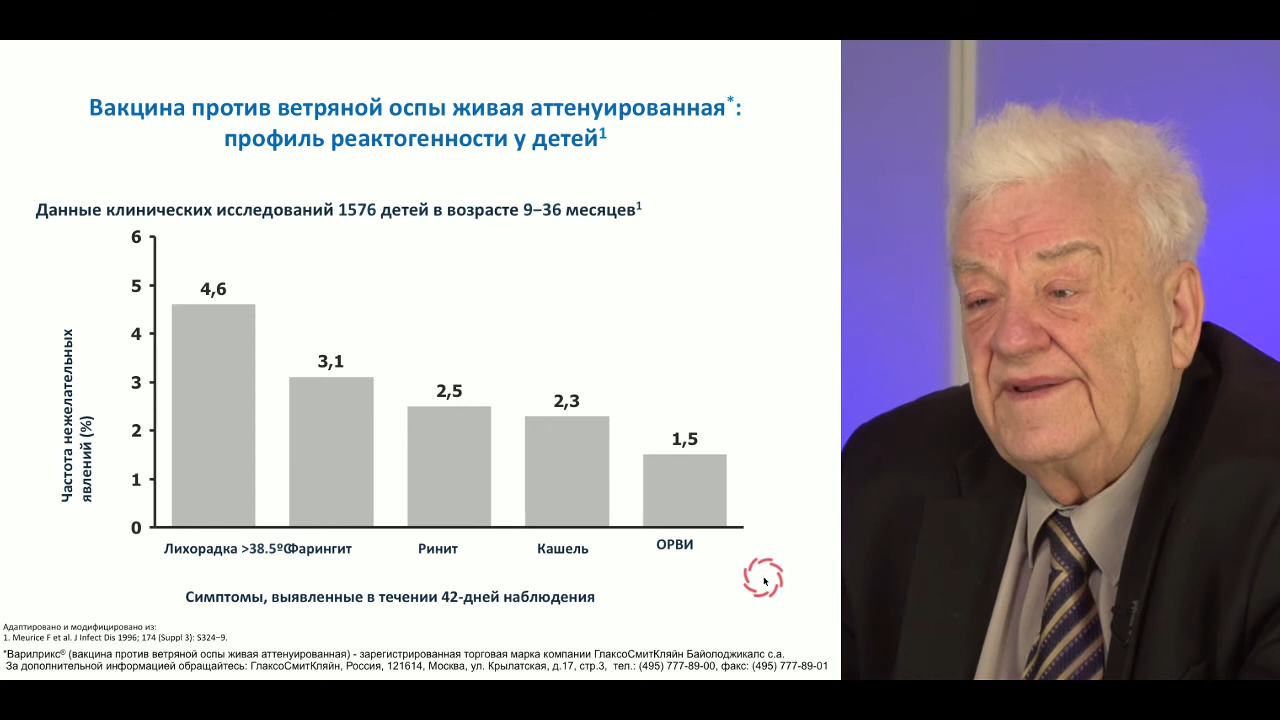 Вакцина против ветряной оспы живая аттенуированная*:
профиль реактогенности у детей1
Данные клинических исследований 1576 детей в возрасте 9–36 месяцев1
Частота нежелательных
явлений (%)
6
5
4
3
2
1
0
4,6
3,1
2,5
2,3
1,5
Лихорадка >38.5ºC
Фарингит
Ринит
Кашель
ОРВИ
Симптомы, выявленные в течении 42-дней наблюдения
Адаптировано и модифицировано из:
1. Meurice F et al. J Infect Dis 1996; 174 (Suppl 3): S324–9.
*Варилрикс® (вакцина против ветряной оспы живая аттенуированная) - зарегистрированная торговая марка компании ГлаксоСмитКляйн Байолоджикалс с.а.
За дополнительной информацией обращайтесь: ГлаксоСмитКляйн, Россия, 121614, Москва, ул. Крылатская, д.17, стр.3, тел.: (495) 777-89-00, факс: (495) 777-89-01